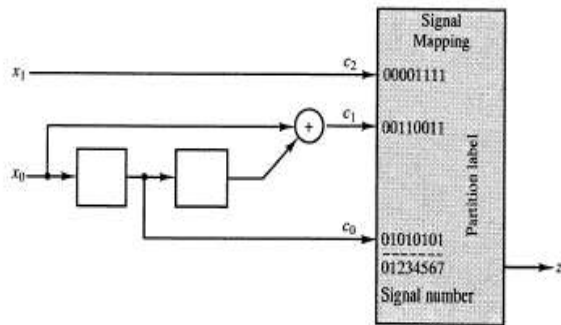 Signal
Mapping
x1
c2
00001111
x0
+
c1
00110011
Partition label
c0
01010101
01234567
Signal number
z